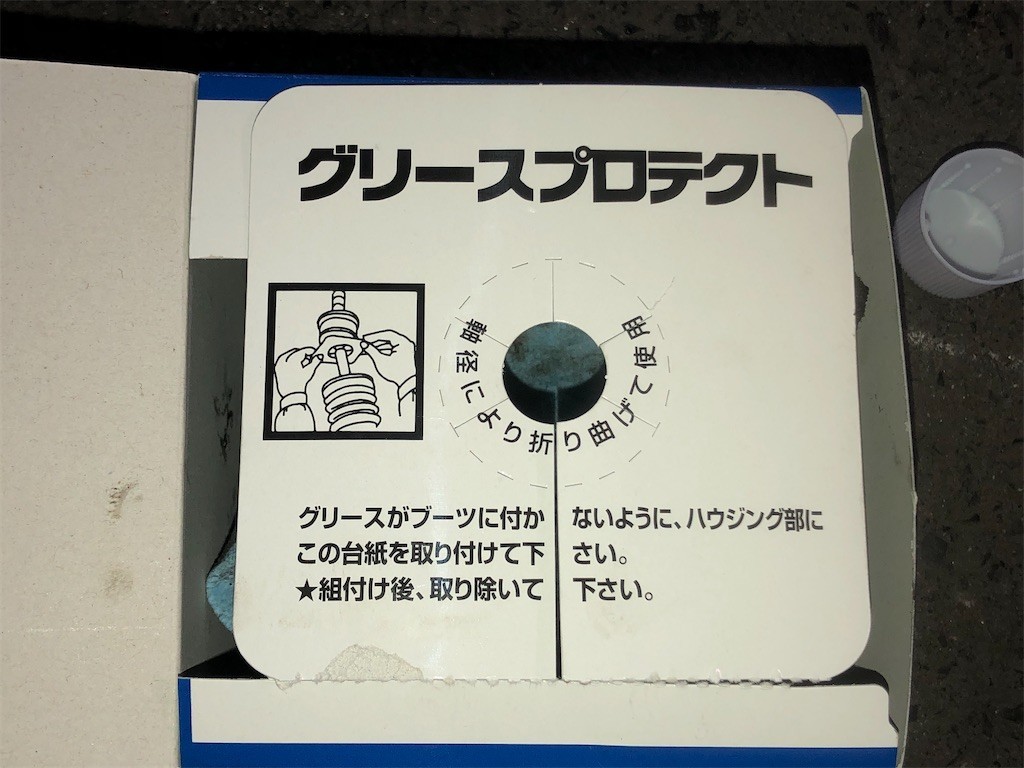 グリースプロテクト
軸径により折り曲げて使用
グリースがブーツに付かないように、ハウジング部に
この台紙を取り付けて下さい。
★組付け後、取り除いて下さい。